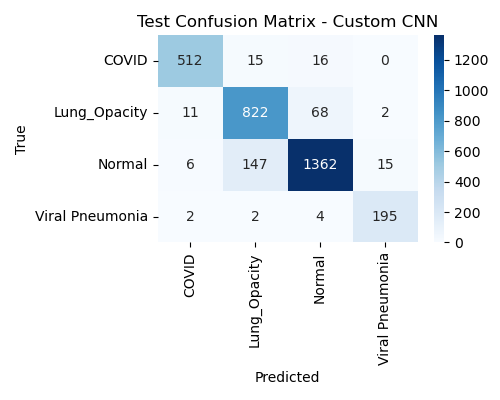 Test Confusion Matrix - Custom CNN
True
COVID 512 15 16 0
Lung_Opacity 11 822 68 2
Normal 6 147 1362 15
Viral Pneumonia 2 2 4 195
COVID
Lung_Opacity
Normal
Viral Pneumonia
Predicted
1200
1000
800
600
400
200
0